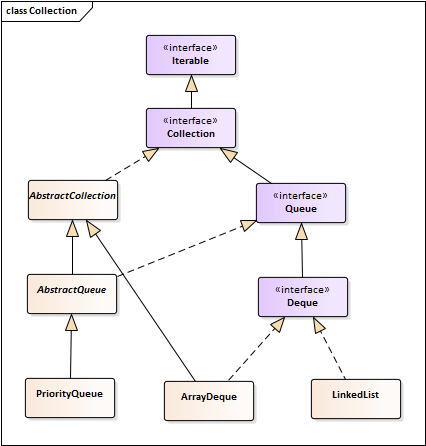 class Collection
«interface»
Iterable
«interface»
Collection
AbstractCollection
«interface»
Queue
AbstractQueue
«interface»
Deque
PriorityQueue
ArrayDeque
LinkedList